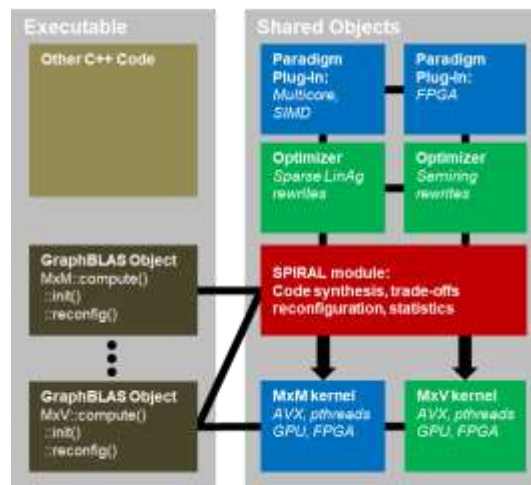 Executable
Other C++ Code
GraphBLAS Object
MxM::compute()
::init()
::reconfig()
GraphBLAS Object
MxV::compute()
::init()
::reconfig()
Shared Objects
Paradigm
Plug-In:
Multicore,
SIMD
Paradigm
Plug-In:
FPGA
Optimizer
Sparse LinAg
rewrites
Optimizer
Semiring
rewrites
SPIRAL module:
Code synthesis, trade-offs
reconfiguration, statistics
MxM kernel
AVX, pthreads
GPU, FPGA
MxV kernel
AVX, pthreads
GPU, FPGA